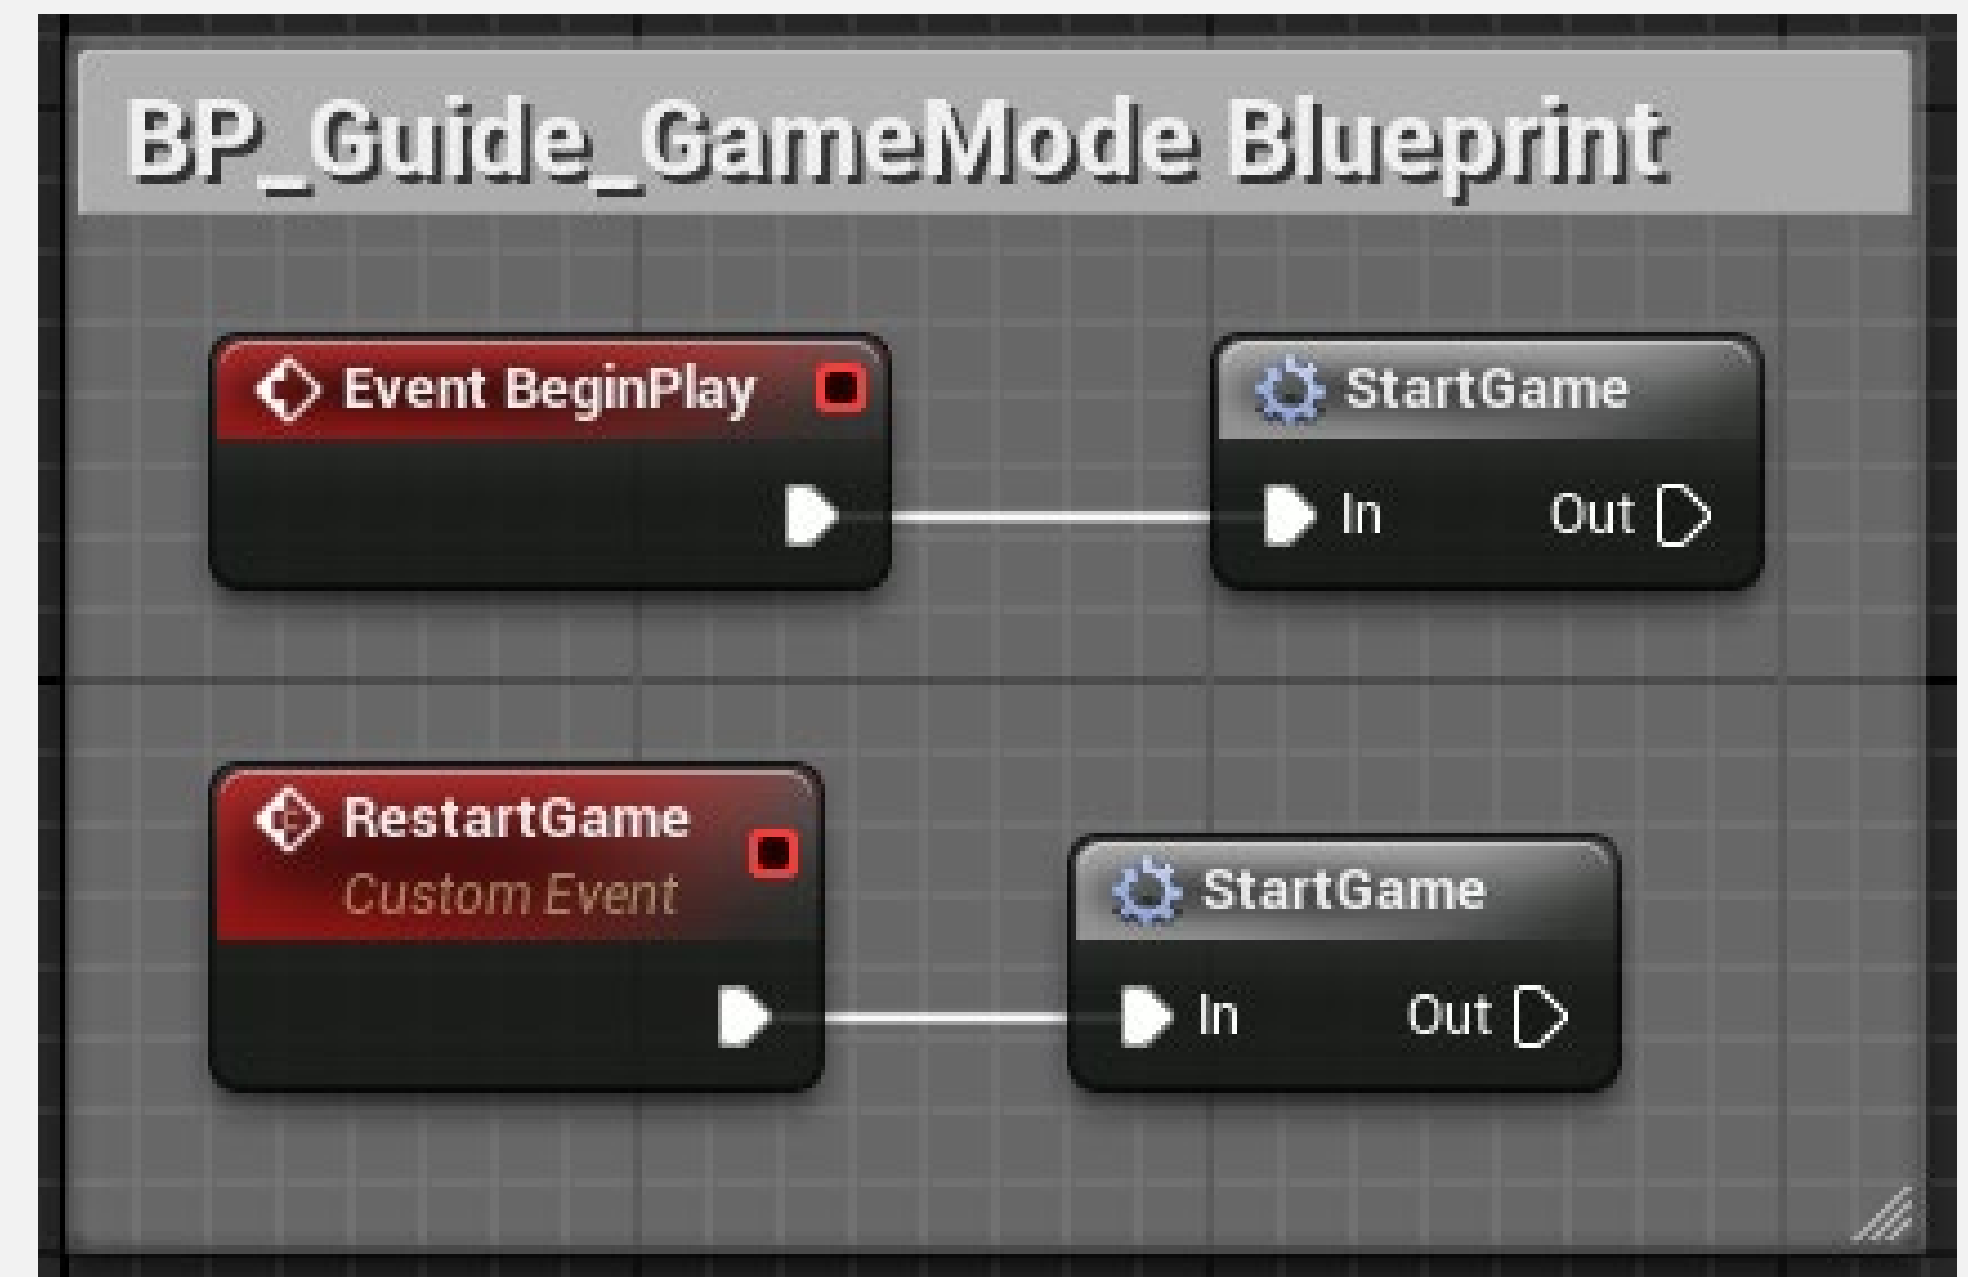 BP_Guide_GameMode Blueprint
Event BeginPlay
StartGame
In Out
RestartGame
Custom Event
StartGame
In Out